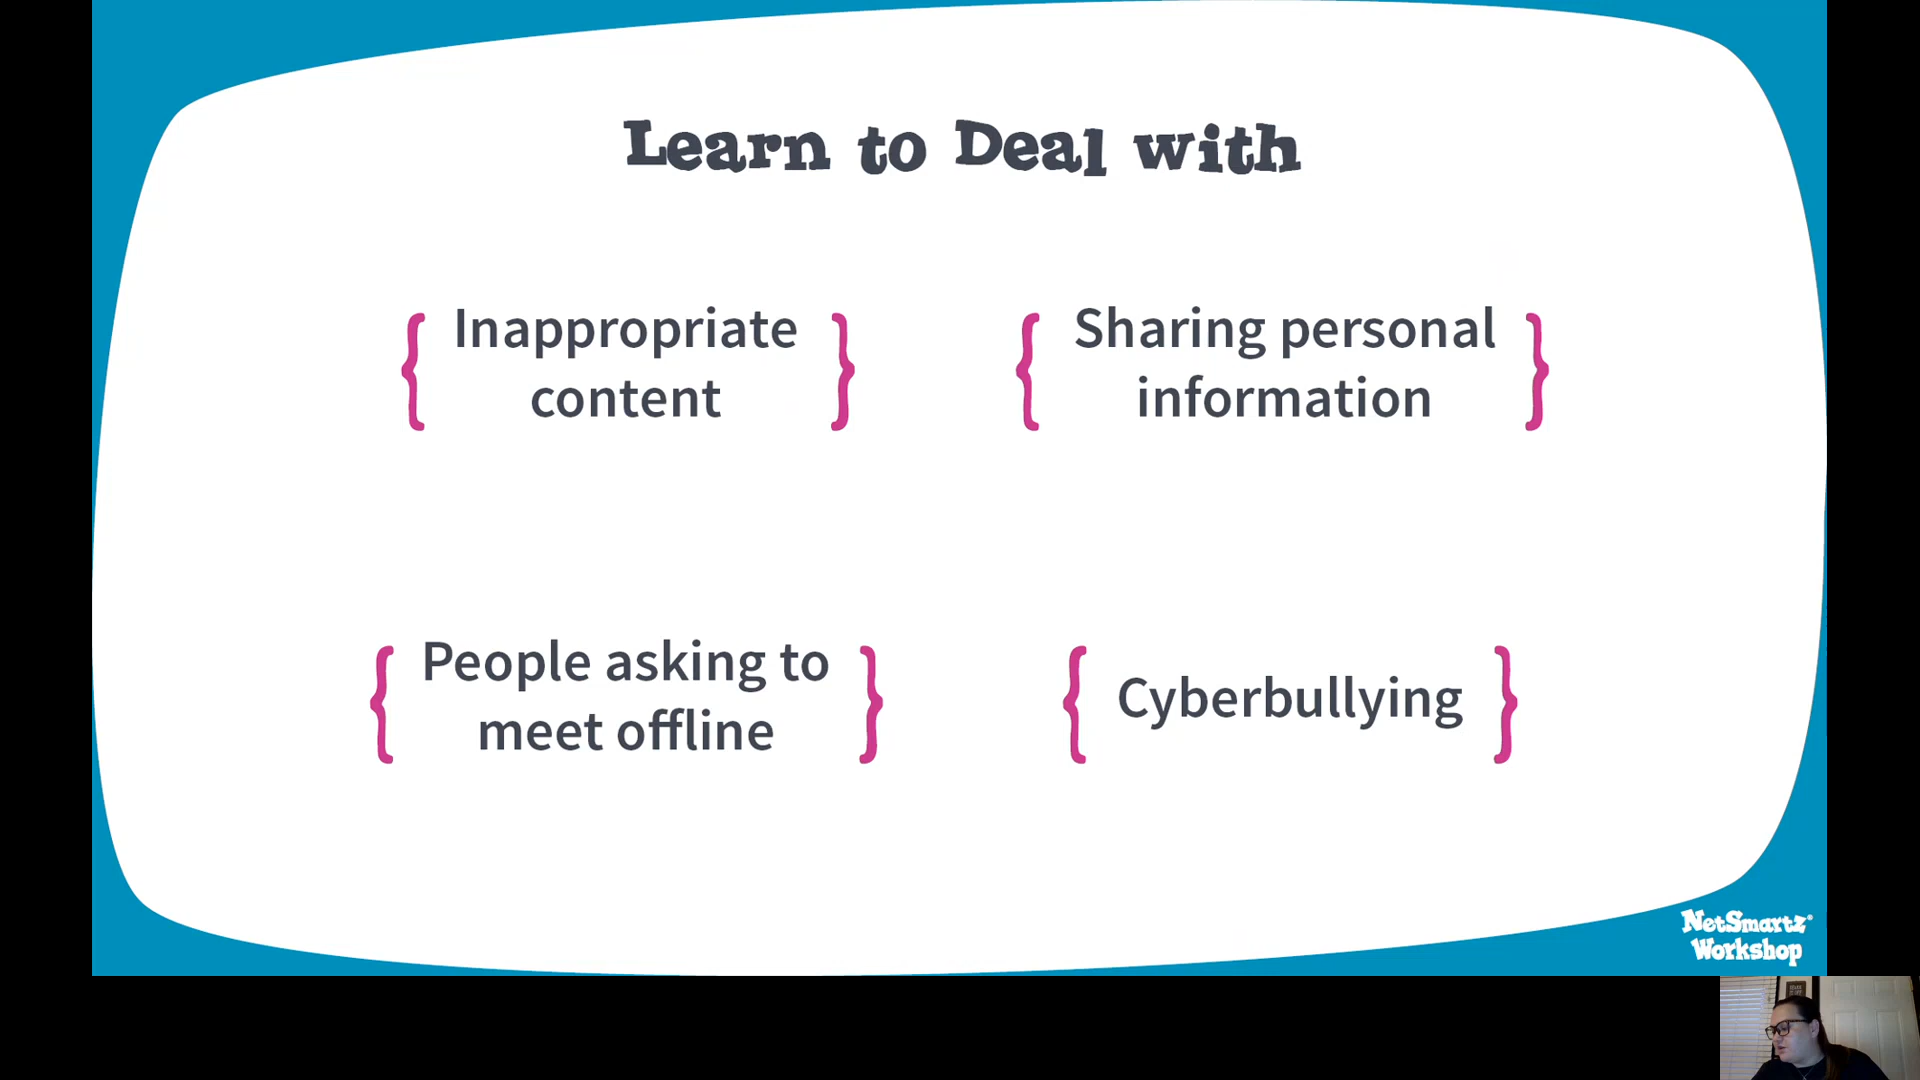 Learn to Deal with
Inappropriate
content
Sharing personal
information
People asking to
meet offline
Cyberbullying
NetSmartz®
Workshop